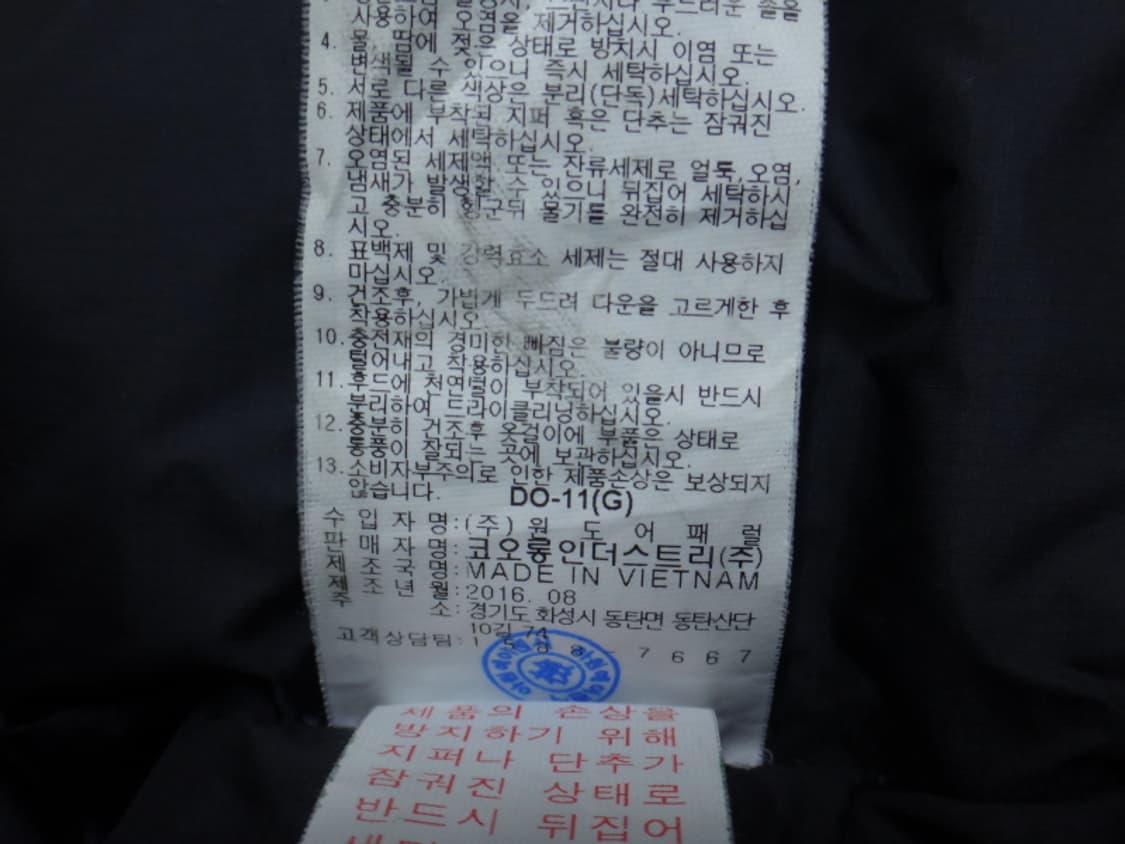 부드러운 솔을
사용하여 오염을 제거하십시오.
4. 물, 땀에 젖은 상태로 방치시 이염 또는
변색될 수 있으니 즉시 세탁하십시오.
5. 서로 다른 색상은 분리(단독)세탁하십시오.
6. 제품에 부착된 지퍼 혹은 단추는 잠궈진
상태에서 세탁하십시오.
7. 오염된 세제액 또는 잔류세제로 얼룩, 오염,
냄새가 발생할 수 있으니 뒤집어 세탁하시
고 충분히 헹군뒤 물기를 완전히 제거하십
시오.
8. 표백제 및 강력효소 세제는 절대 사용하지
마십시오.
9. 건조후, 가볍게 두드려 다운을 고르게한 후
착용하십시오.
10. 충전재의 경미한 빠짐은 불량이 아니므로
털어내고 착용하십시오.
11. 후드에 천연털이 부착되어 있을시 반드시
분리하여 드라이클리닝하십시오.
12. 충분히 건조후 옷걸이에 부품은 상태로
통풍이 잘되는 곳에 보관하십시오.
13. 소비자부주의로 인한 제품손상은 보상되지
않습니다. DO-11(G)
수입자명:(주)원도어패럴
판매자명:코오롱인더스트리(주)
제조국명:MADE IN VIETNAM
제조년월:2016. 08
주소:경기도 화성시 동탄면 동탄산단
10길 74
고객상담팀: 8-7667
제품의 손상을
방지하기 위해
지퍼나 단추가
잠궈진 상태로
반드시 뒤집어